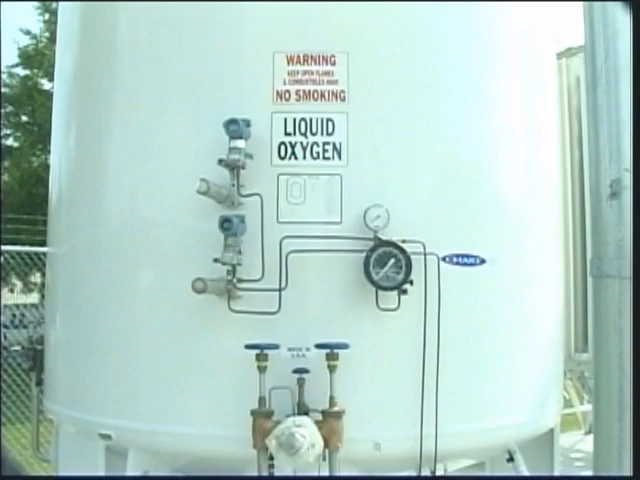 WARNING
KEEP OPEN FLAMES
& COMBUSTIBLES AWAY
NO SMOKING
LIQUID
OXYGEN
CHART
MADE IN
U.S.A.